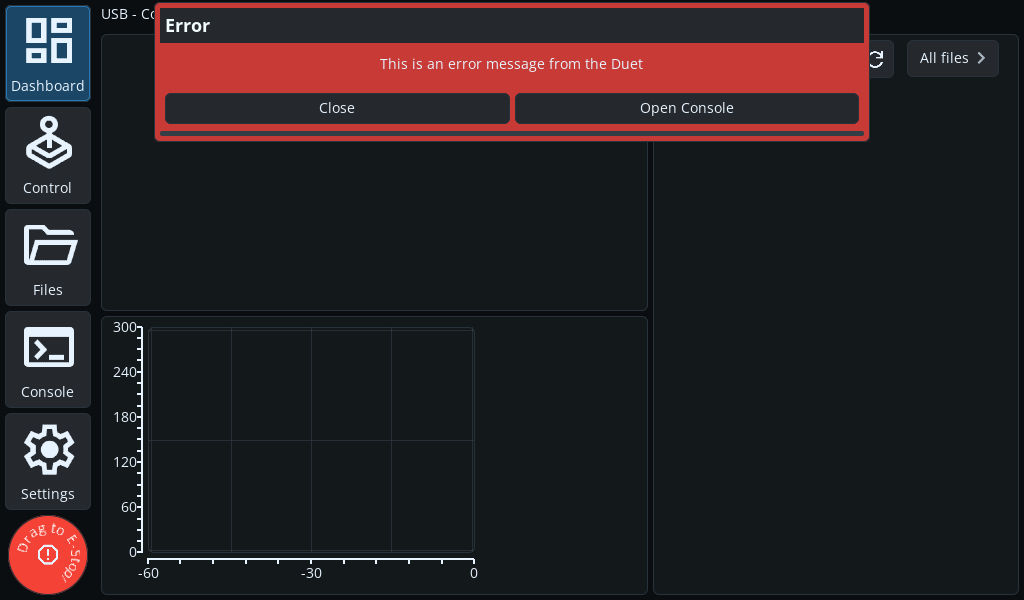 USB - Co
Error
This is an error message from the Duet
Close
Open Console
All files
Dashboard
Control
Files
Console
Settings
Drag to E-Stop!
300
240
180
120
60
0
-60
-30
0